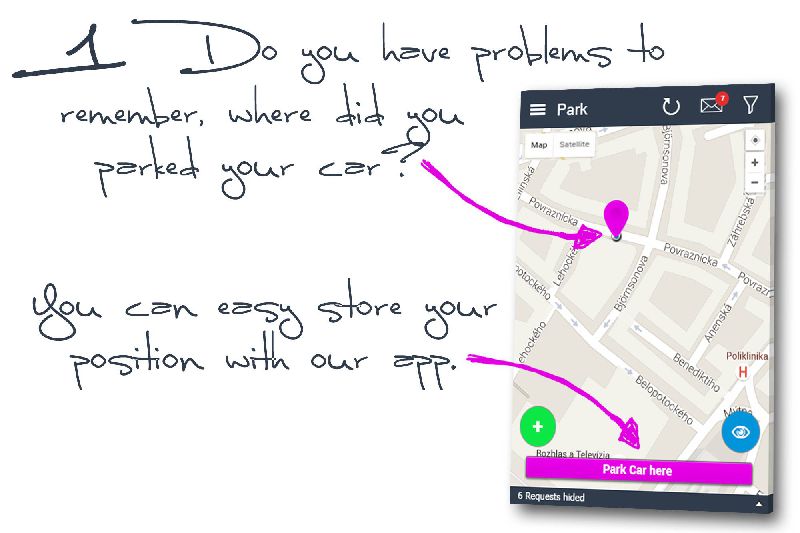 1 Do you have problems to
remember, where did you
parked your car?
You can easy store your
position with our app.
Park
7
Map Satellite
+
−
Björnsonova
Záhrebská
Povraznícka
Lehockého
Povraznícka
Björnsonova
Lehockého
Belopotockého
Anenská
Benediktiho
Poliklinika
H
Mýtna
+
Rozhlas a Televízia
Park Car here
6 Requests hided